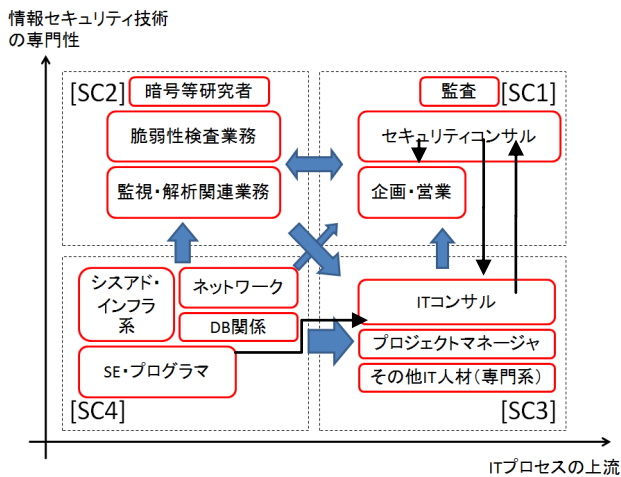 情報セキュリティ技術
の専門性
[SC2]
暗号等研究者
脆弱性検査業務
監視・解析関連業務
監査
[SC1]
セキュリティコンサル
企画・営業
シスアド・
インフラ
系
ネットワーク
DB関係
SE・プログラマ
[SC4]
ITコンサル
プロジェクトマネージャ
その他IT人材(専門系)
[SC3]
ITプロセスの上流